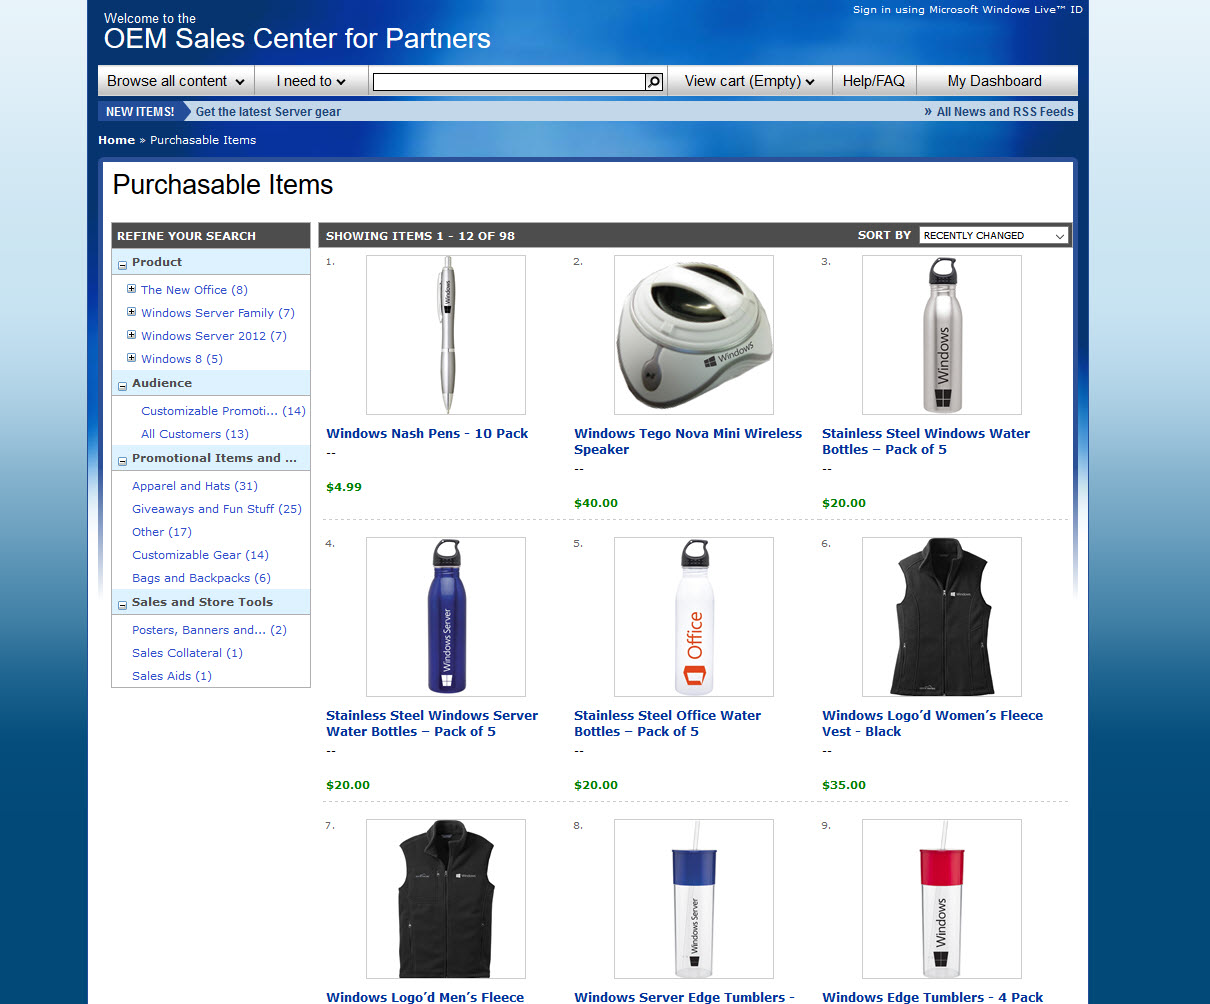 Welcome to the
Sign in using Microsoft Windows Live™ ID
OEM Sales Center for Partners
Browse all content
I need to
View cart (Empty)
Help/FAQ
My Dashboard
NEW ITEMS!
Get the latest Server gear
» All News and RSS Feeds
Home » Purchasable Items
Purchasable Items
REFINE YOUR SEARCH
Product
The New Office (8)
Windows Server Family (7)
Windows Server 2012 (7)
Windows 8 (5)
Audience
Customizable Promoti... (14)
All Customers (13)
Promotional Items and ...
Apparel and Hats (31)
Giveaways and Fun Stuff (25)
Other (17)
Customizable Gear (14)
Bags and Backpacks (6)
Sales and Store Tools
Posters, Banners and... (2)
Sales Collateral (1)
Sales Aids (1)
SHOWING ITEMS 1 - 12 OF 98
SORT BY
RECENTLY CHANGED
1.
Windows
Windows Nash Pens - 10 Pack
--
$4.99
2.
Windows
Windows Tego Nova Mini Wireless
Speaker
--
$40.00
3.
Windows
Stainless Steel Windows Water
Bottles – Pack of 5
--
$20.00
4.
Windows Server
Stainless Steel Windows Server
Water Bottles – Pack of 5
--
$20.00
5.
Office
Stainless Steel Office Water
Bottles – Pack of 5
--
$20.00
6.
Windows
Windows Logo’d Women’s Fleece
Vest - Black
--
$35.00
7.
Windows
Windows Logo’d Men’s Fleece
8.
Windows Server
Windows Server Edge Tumblers -
9.
Windows
Windows Edge Tumblers - 4 Pack